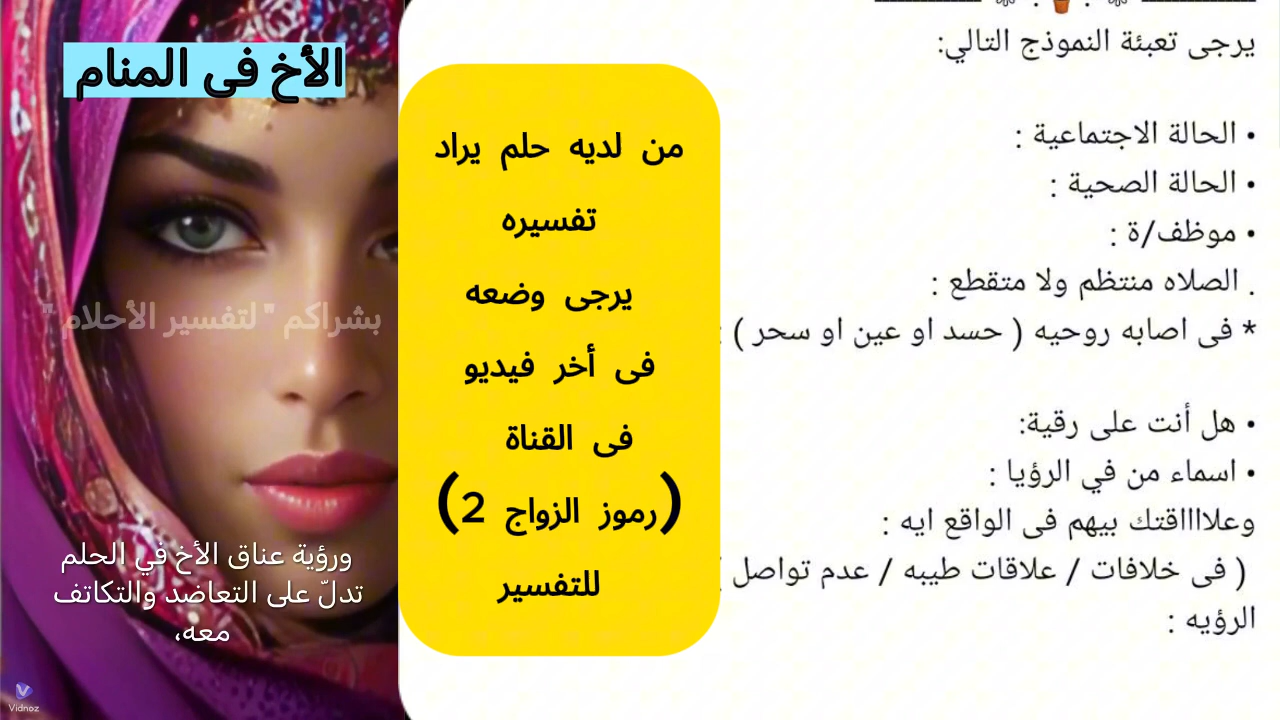 الأخ فى المنام
بشراكم " لتفسير الأحلام "
ورؤية عناق الأخ في الحلم
تدلّ على التعاضد والتكاتف
معه،
Vidnoz
من لديه حلم يراد
تفسيره
يرجى وضعه
فى أخر فيديو
فى القناة
(رموز الزواج 2)
للتفسير
يرجى تعبئة النموذج التالي:
• الحالة الاجتماعية :
• الحالة الصحية :
• موظف/ة :
. الصلاه منتظم ولا متقطع :
* فى اصابه روحيه ( حسد او عين او سحر ) :
• هل أنت على رقية:
• اسماء من في الرؤيا :
وعلااااقتك بيهم فى الواقع ايه :
( فى خلافات / علاقات طيبه / عدم تواصل )
الرؤيه :